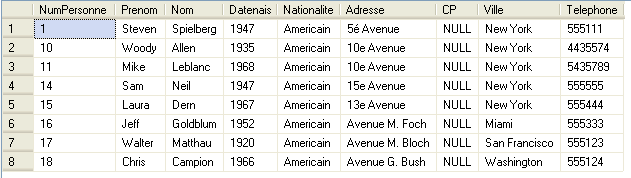 NumPersonne Prenom Nom Datenais Nationalite Adresse CP Ville Telephone
1 1 Steven Spielberg 1947 Americain 5é Avenue NULL New York 555111
2 10 Woody Allen 1935 Americain 10e Avenue NULL New York 4435574
3 11 Mike Leblanc 1968 Americain 10e Avenue NULL New York 5435789
4 14 Sam Neil 1947 Americain 15e Avenue NULL New York 555555
5 15 Laura Dern 1967 Americain 13e Avenue NULL New York 555444
6 16 Jeff Goldblum 1952 Americain Avenue M. Foch NULL Miami 555333
7 17 Walter Matthau 1920 Americain Avenue M. Bloch NULL San Francisco 555123
8 18 Chris Campion 1966 Americain Avenue G. Bush NULL Washington 555124